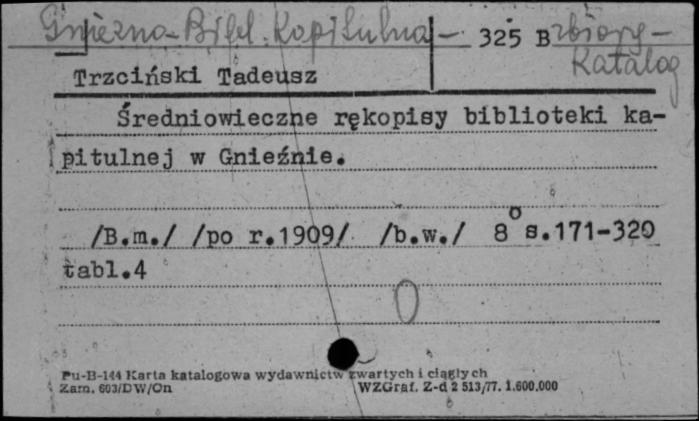 Gniezno - Bibl. Kapitulna - 325 B zbiory -
Katalog
Trzciński Tadeusz
Średniowieczne rękopisy biblioteki ka-
pitulnej w Gnieźnie.
/B.m./ /po r.1909/ /b.w./ 8° s.171-320
tabl.4
Pu-B-144 Karta katalogowa wydawnictw zwartych i ciągłych
Zam. 603/DW/On WZGraf. Z-d 2 513/77. 1.600.000